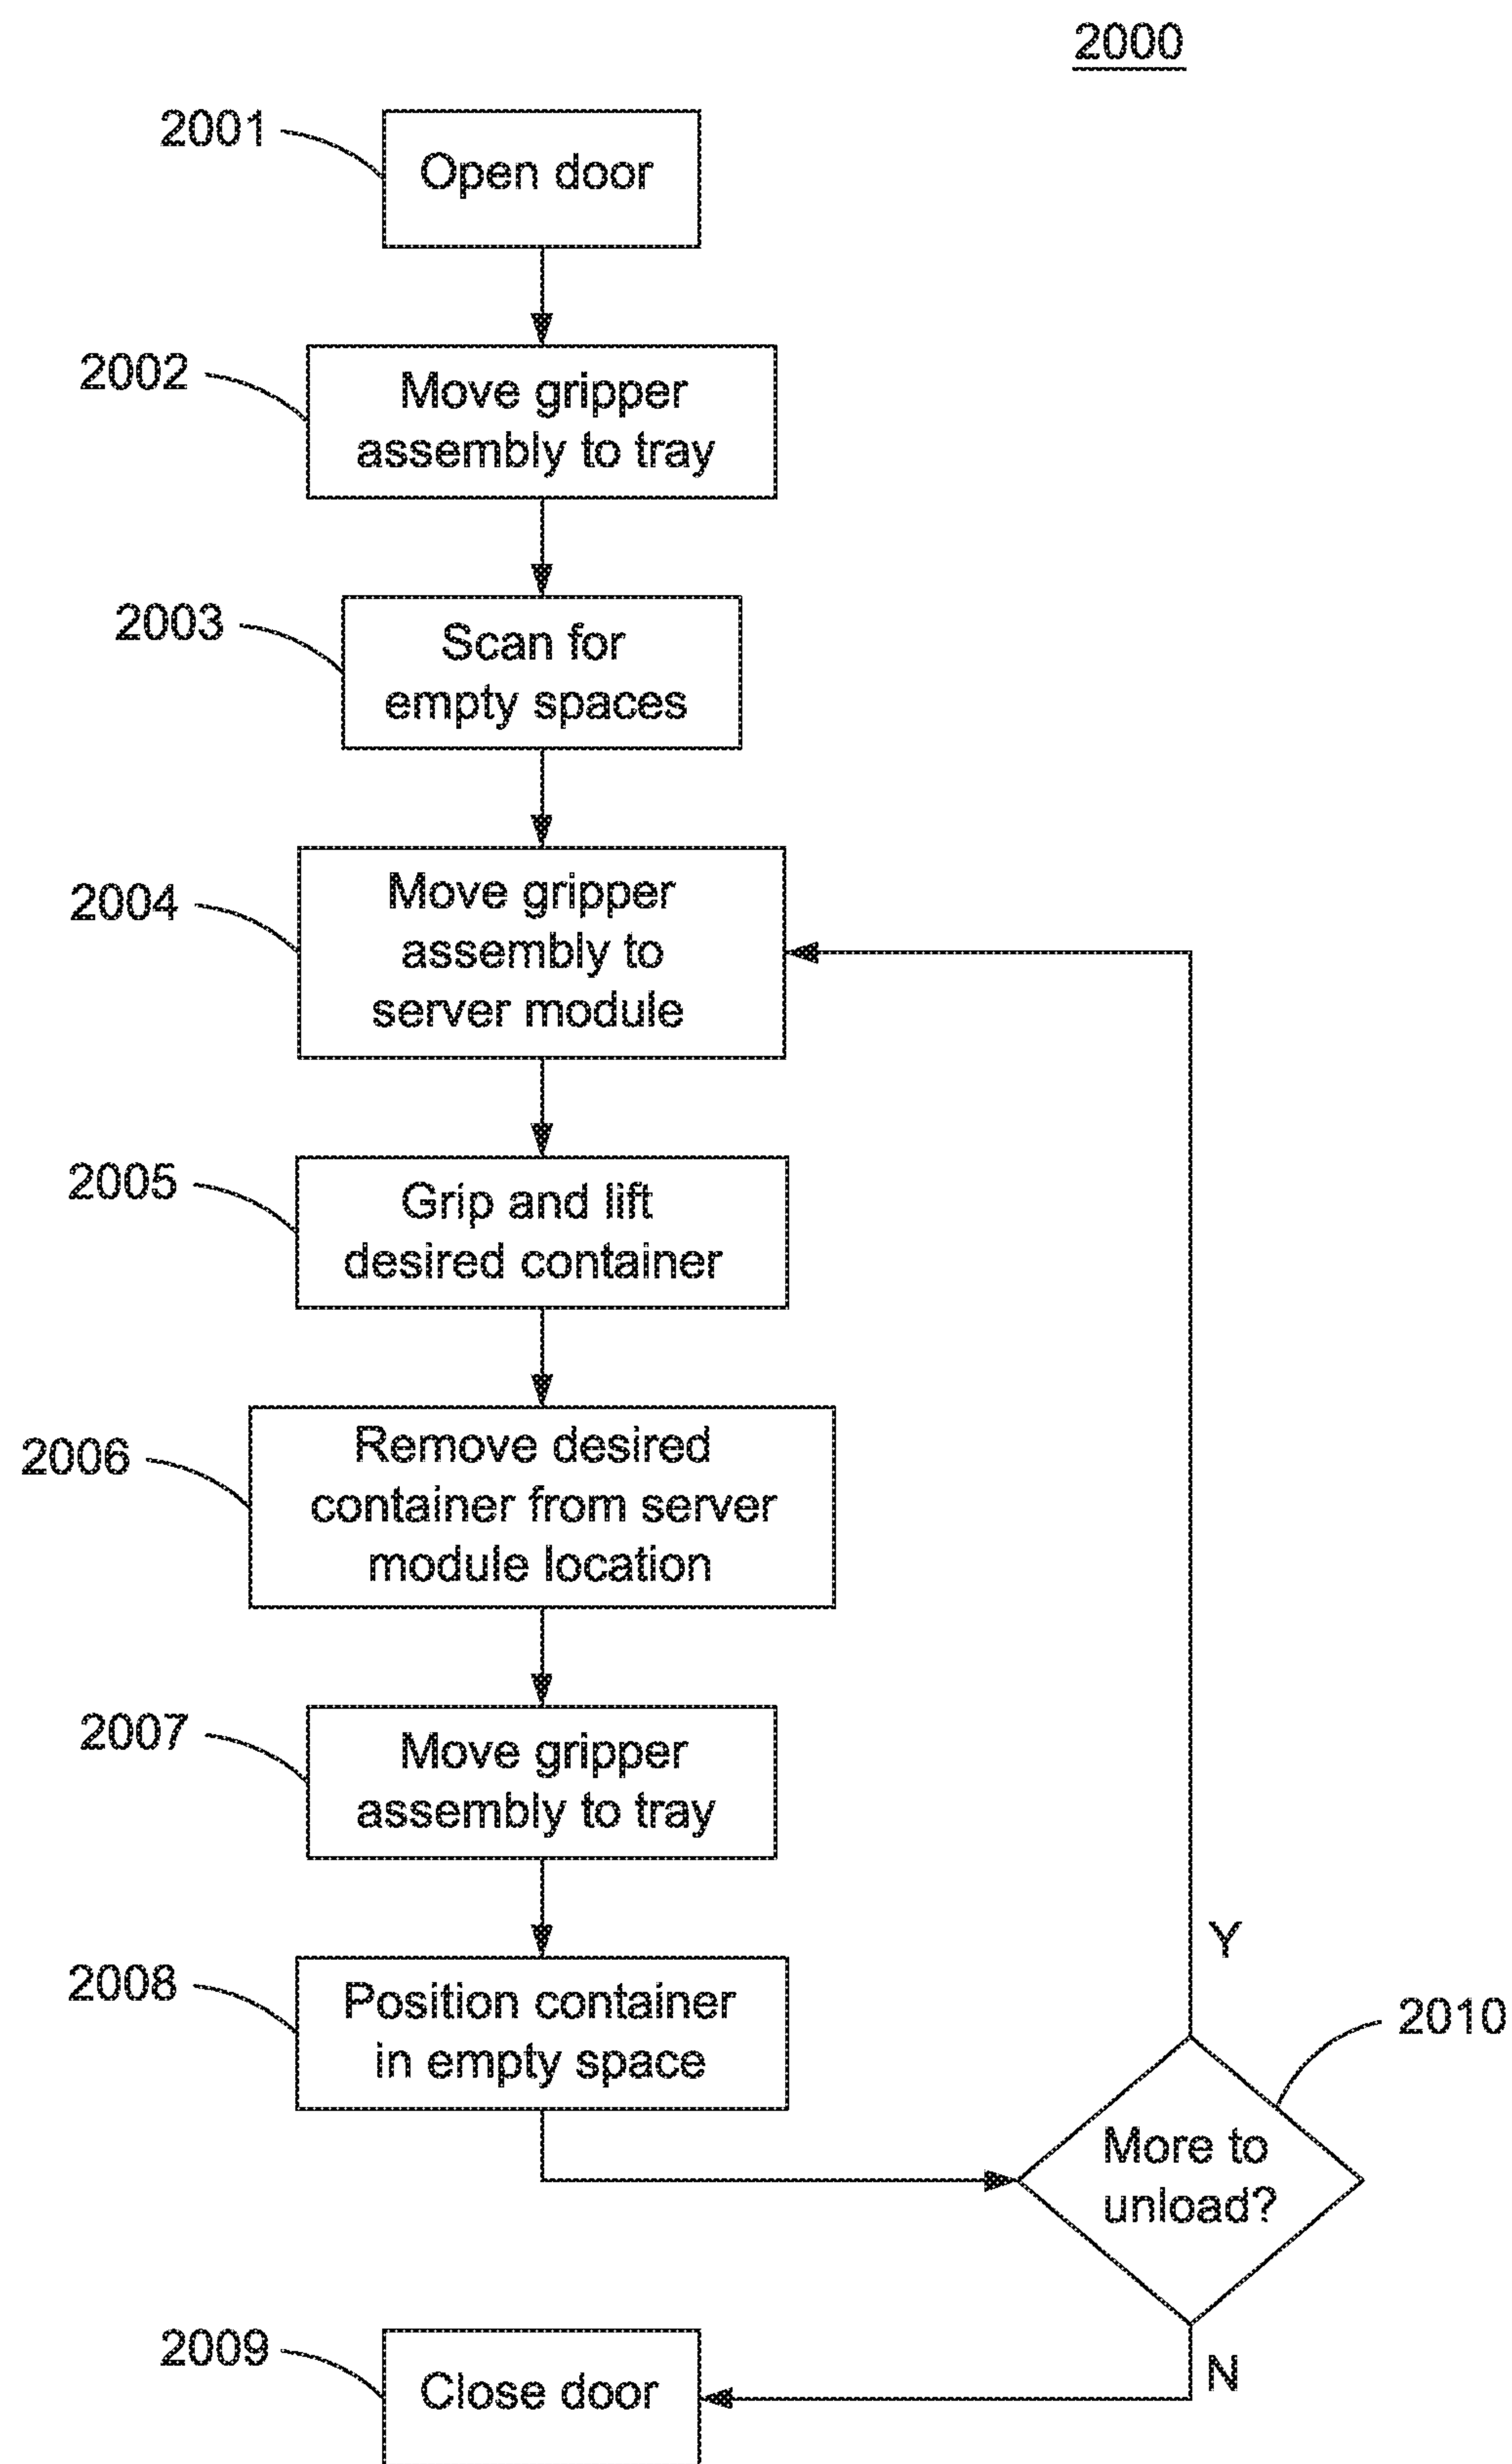 2000
2001
Open door
2002
Move gripper
assembly to tray
2003
Scan for
empty spaces
2004
Move gripper
assembly to
server module
2005
Grip and lift
desired container
2006
Remove desired
container from server
module location
2007
Move gripper
assembly to tray
2008
Position container
in empty space
Y
2010
More to
unload?
N
2009
Close door